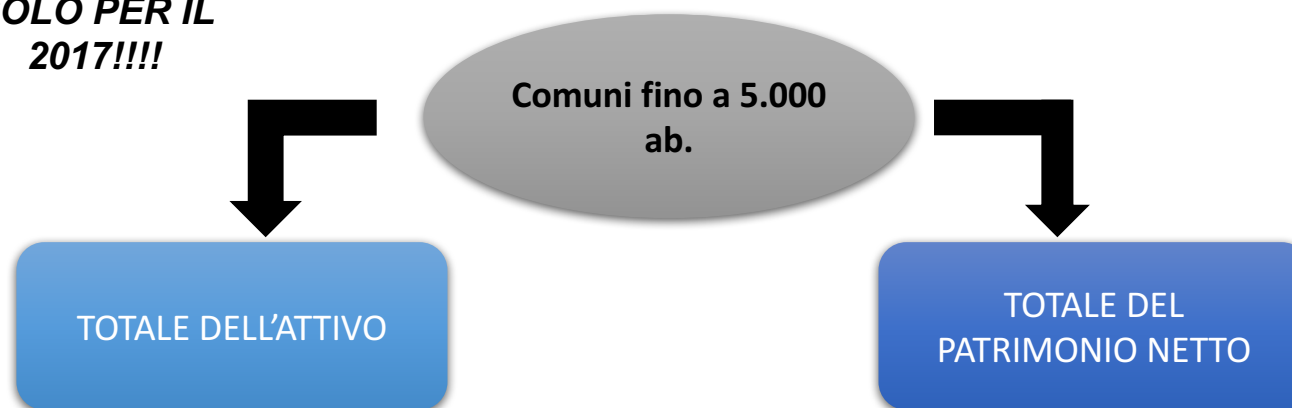 OLO PER IL
2017!!!!
Comuni fino a 5.000
ab.
TOTALE DELL’ATTIVO
TOTALE DEL
PATRIMONIO NETTO